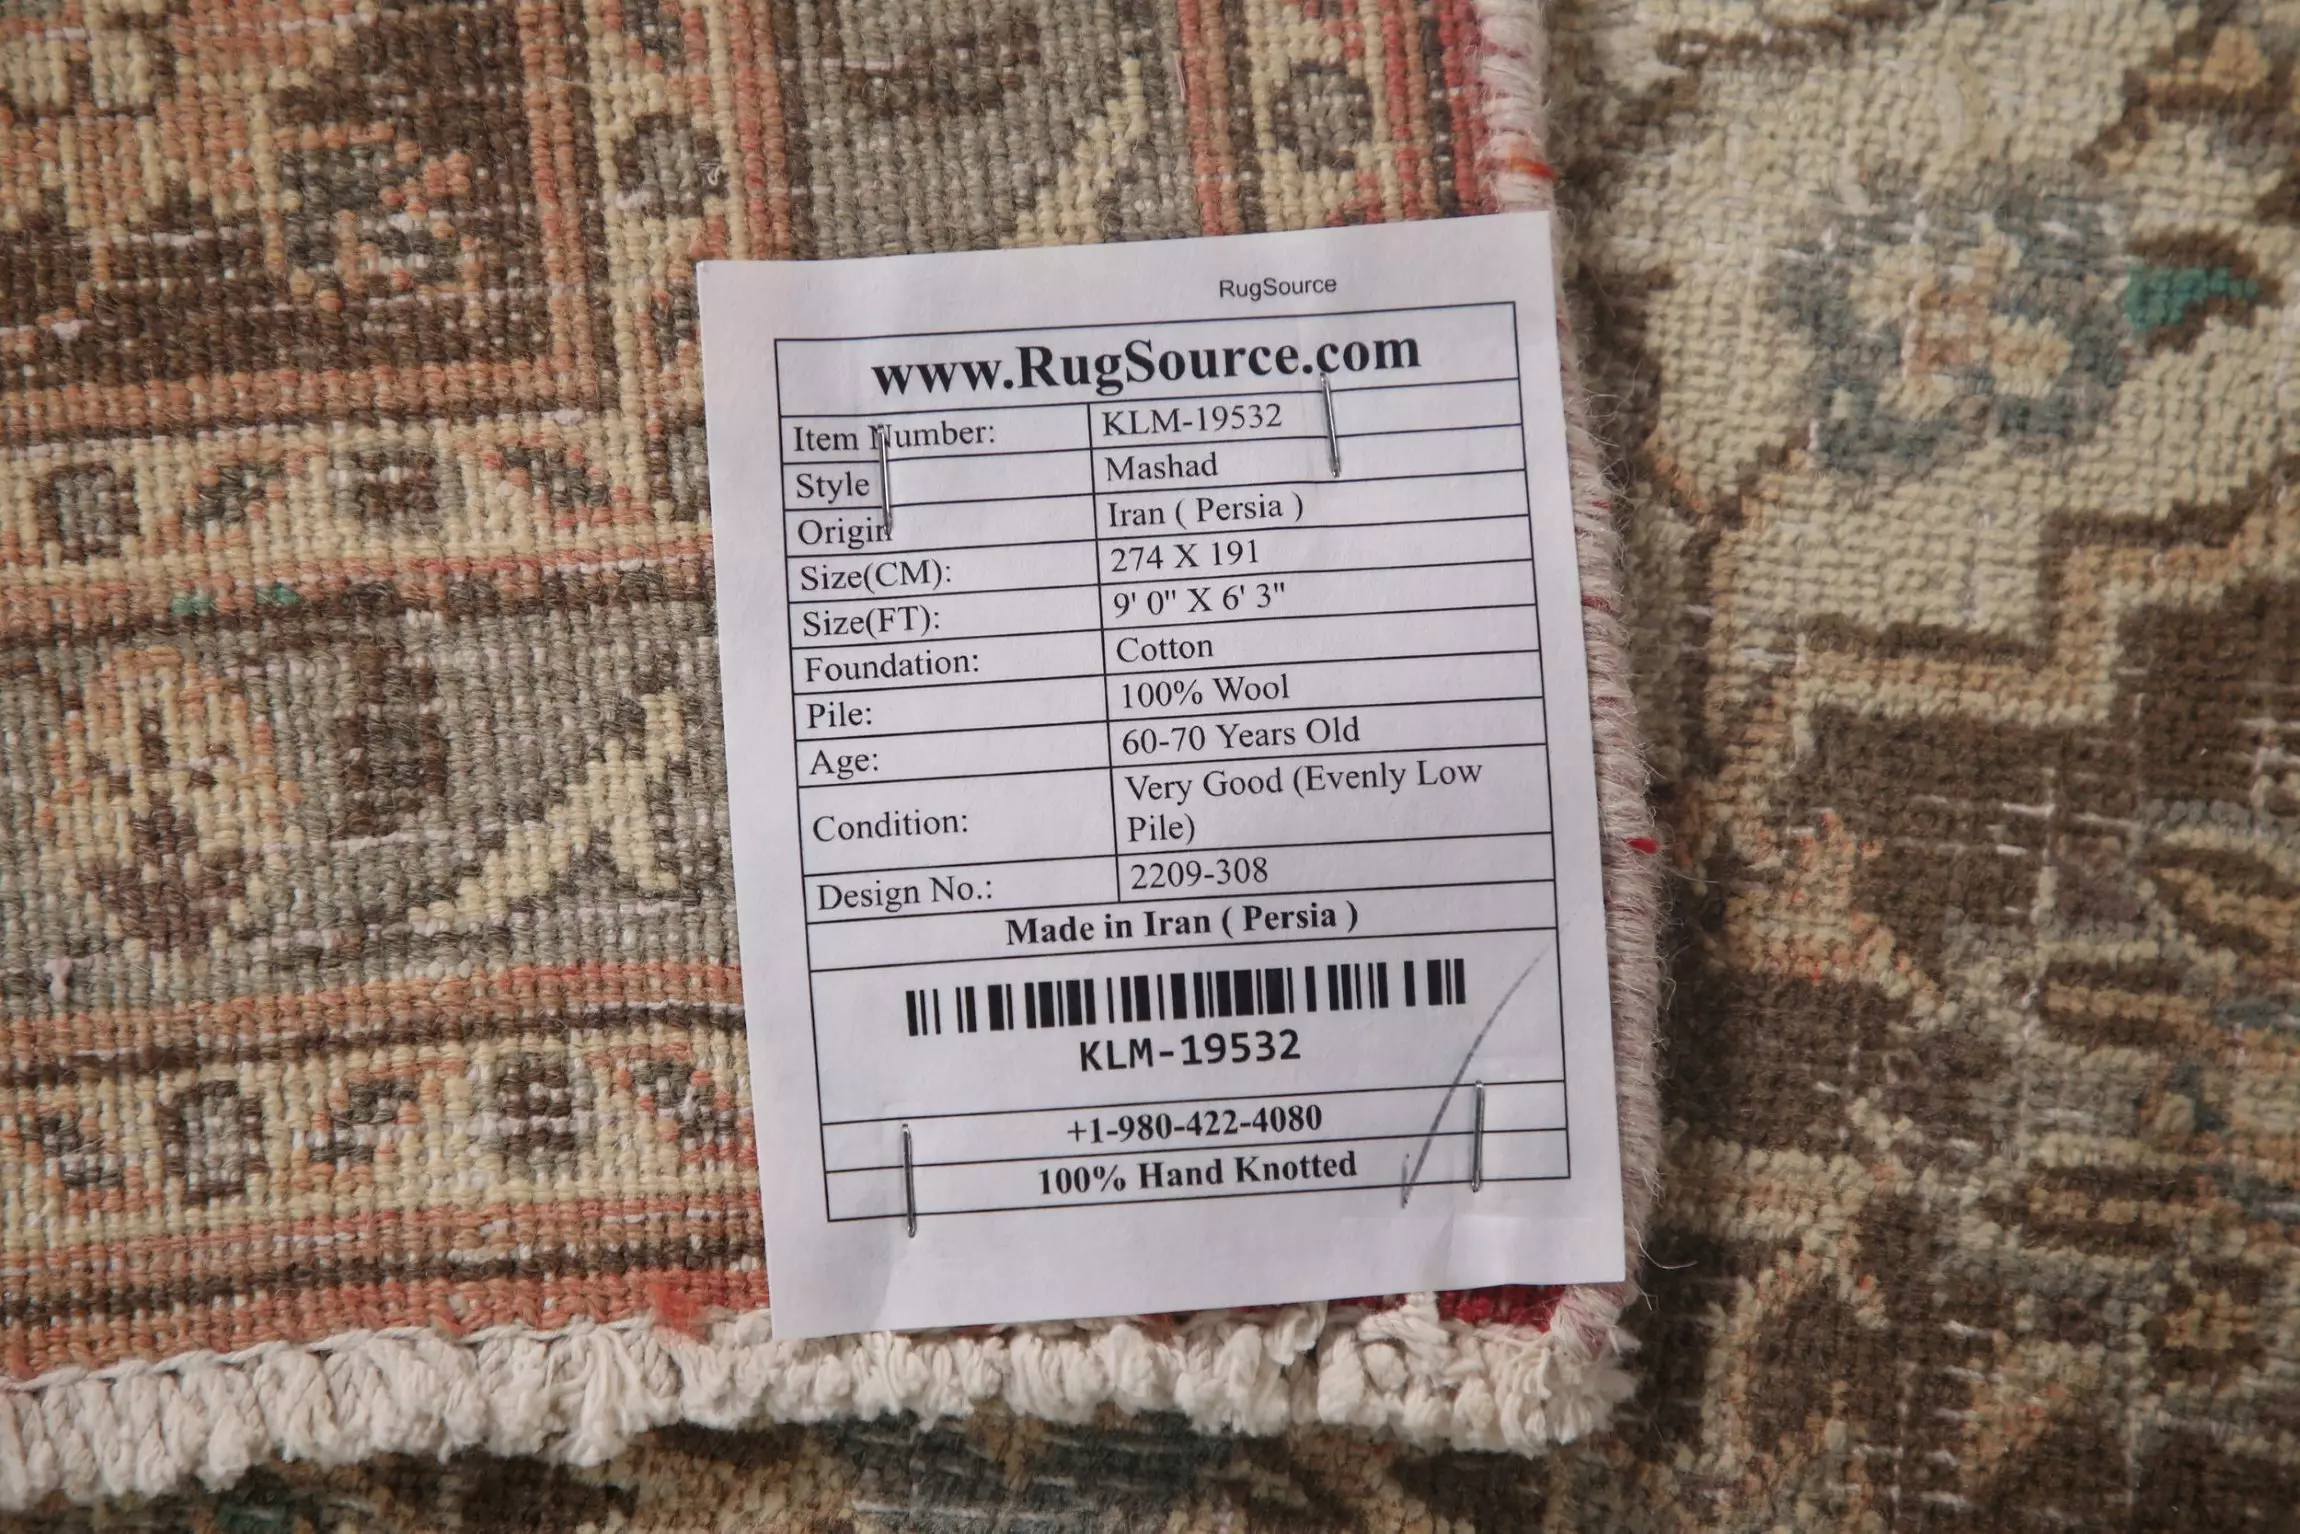 RugSource
www.RugSource.com
Item Number: KLM-19532
Style Mashad
Origin Iran ( Persia )
Size(CM): 274 X 191
Size(FT): 9' 0" X 6' 3"
Foundation: Cotton
Pile: 100% Wool
Age: 60-70 Years Old
Condition: Very Good (Evenly Low
Pile)
Design No.: 2209-308
Made in Iran ( Persia )
KLM-19532
+1-980-422-4080
100% Hand Knotted